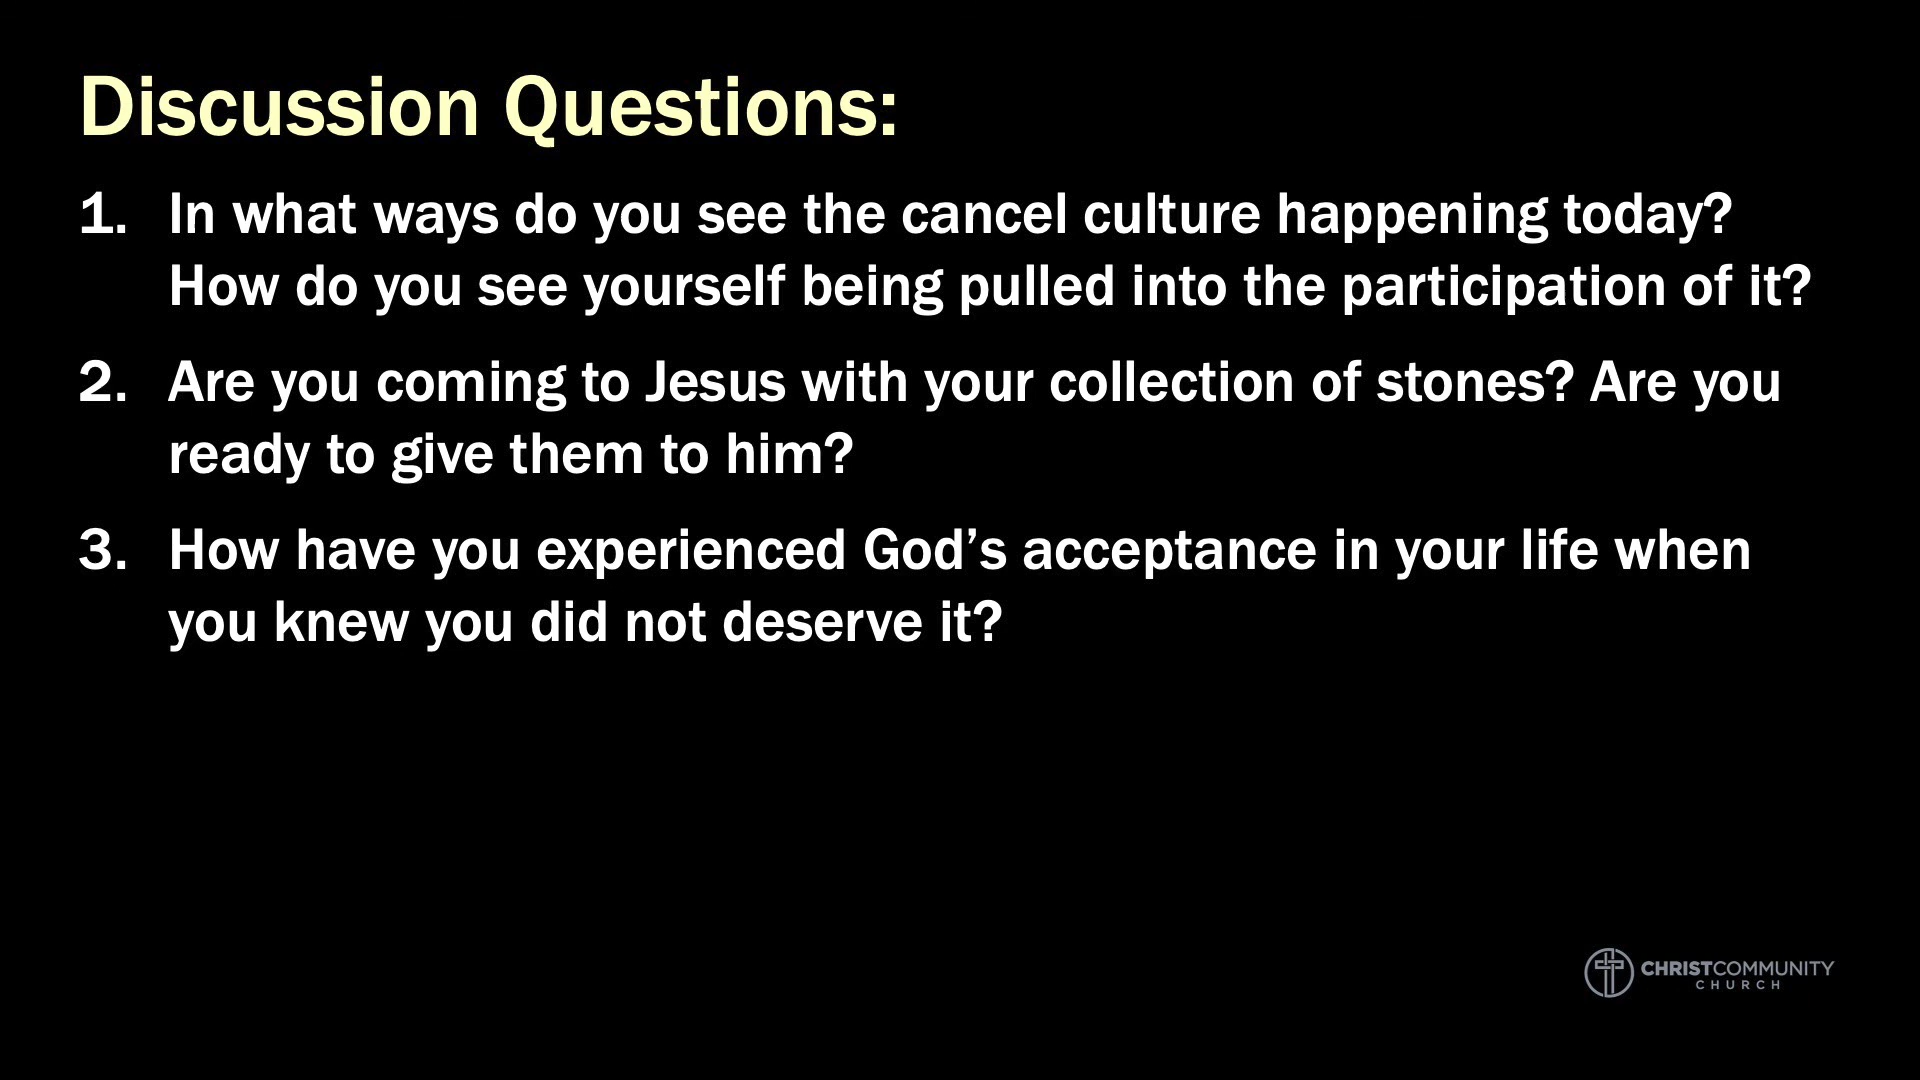 Discussion Questions:
1. In what ways do you see the cancel culture happening today?
How do you see yourself being pulled into the participation of it?
2. Are you coming to Jesus with your collection of stones? Are you
ready to give them to him?
3. How have you experienced God’s acceptance in your life when
you knew you did not deserve it?
CHRISTCOMMUNITY
CHURCH